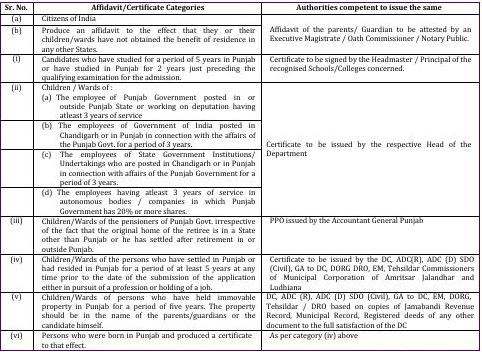 Sr. No. Affidavit/Certificate Categories Authorities competent to issue the same
(a) Citizens of India
(b) Produce an affidavit to the effect that they or their
children/wards have not obtained the benefit of residence in
any other States.
Affidavit of the parents/ Guardian to be attested by an
Executive Magistrate / Oath Commissioner / Notary Public.
(i) Candidates who have studied for a period of 5 years in Punjab
or have studied in Punjab for 2 years just preceding the
qualifying examination for the admission.
Certificate to be signed by the Headmaster / Principal of the
recognised Schools/Colleges concerned.
(ii) Children / Wards of :
(a) The employee of Punjab Government posted in or
outside Punjab State or working on deputation having
atleast 3 years of service
(b) The employees of Government of India posted in
Chandigarh or in Punjab in connection with the affairs of
the Punjab Govt. for a period of 3 years.
(c) The employees of State Government Institutions/
Undertakings who are posted in Chandigarh or in Punjab
in connection with affairs of the Punjab Government for a
period of 3 years.
(d) The employees having atleast 3 years of service in
autonomous bodies / companies in which Punjab
Government has 20% or more shares.
Certificate to be issued by the respective Head of the
Department
(iii) Children/Wards of the pensioners of Punjab Govt. irrespective
of the fact that the original home of the retiree is in a State
other than Punjab or he has settled after retirement in or
outside Punjab.
PPO issued by the Accountant General Punjab
(iv) Children/Wards of the persons who have settled in Punjab or
had resided in Punjab for a period of at least 5 years at any
time prior to the date of the submission of the application
either in pursuit of a profession or holding of a job.
Certificate to be issued by the DC, ADC(R), ADC (D) SDO
(Civil), GA to DC, DORG DRO, EM, Tehsildar Commissioners
of Municipal Corporation of Amritsar Jalandhar and
Ludhiana
(v) Children/Wards of persons who have held immovable
property in Punjab for a period of five years. The property
should be in the name of the parents/guardians or the
candidate himself.
DC, ADC (R), ADC (D) SDO (Civil), GA to DC, EM, DORG,
Tehsildar / DRO based on copies of Jamabandi Revenue
Record, Municipal Record, Registered deeds of any other
document to the full satisfaction of the DC
(vi) Persons who were born in Punjab and produced a certificate
to that effect.
As per category (iv) above